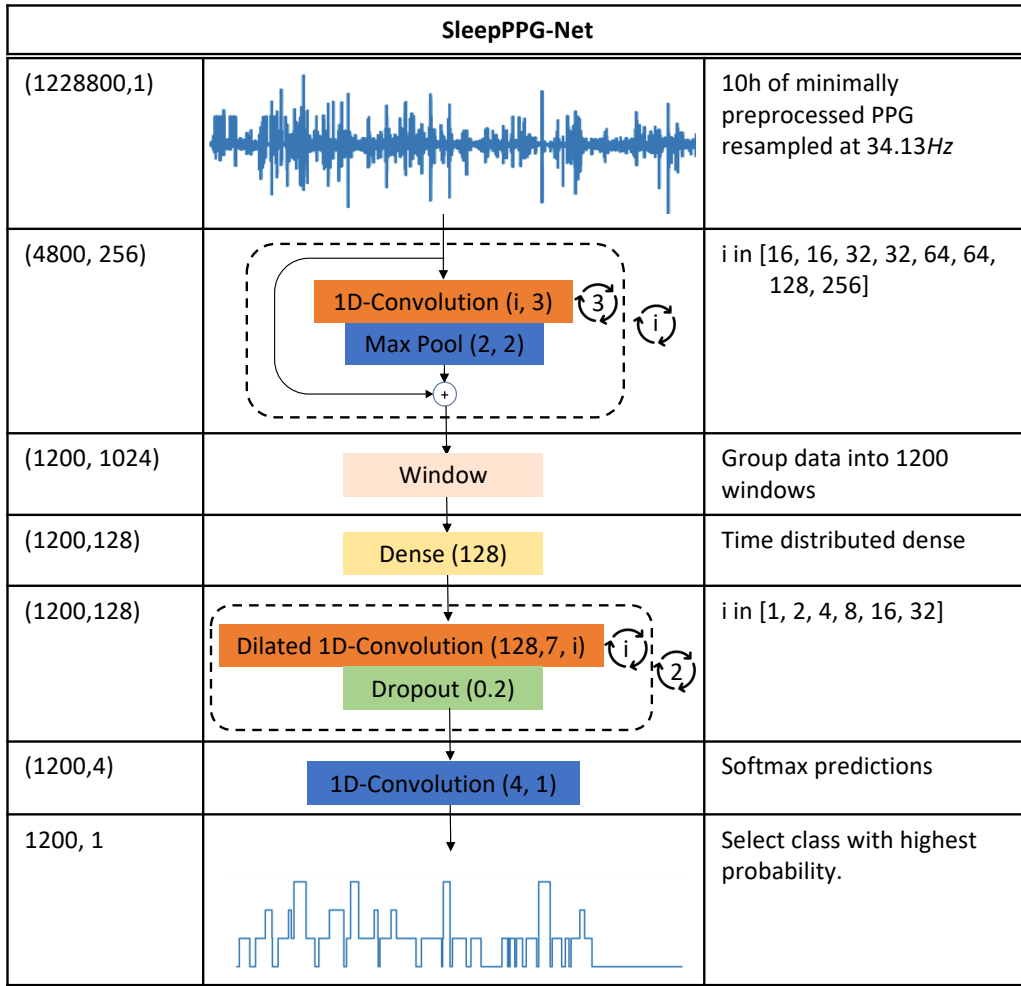 SleepPPG-Net
(1228800,1)
10h of minimally
preprocessed PPG
resampled at 34.13Hz
(4800, 256)
1D-Convolution (i, 3)
3
i
Max Pool (2, 2)
+
i in [16, 16, 32, 32, 64, 64,
128, 256]
(1200, 1024)
Window
Group data into 1200
windows
(1200,128)
Dense (128)
Time distributed dense
(1200,128)
Dilated 1D-Convolution (128,7, i)
i
2
Dropout (0.2)
i in [1, 2, 4, 8, 16, 32]
(1200,4)
1D-Convolution (4, 1)
Softmax predictions
1200, 1
Select class with highest
probability.